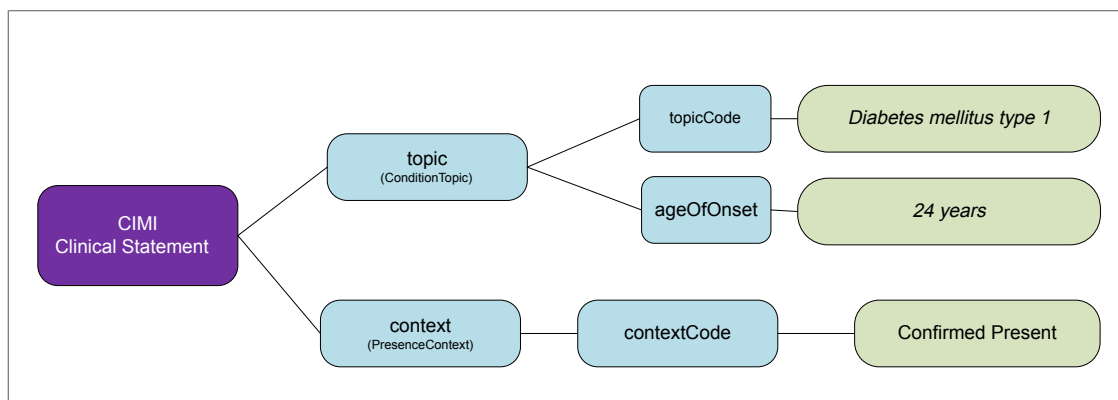 CIMI
Clinical Statement
topic
(ConditionTopic)
topicCode
Diabetes mellitus type 1
ageOfOnset
24 years
context
(PresenceContext)
contextCode
Confirmed Present